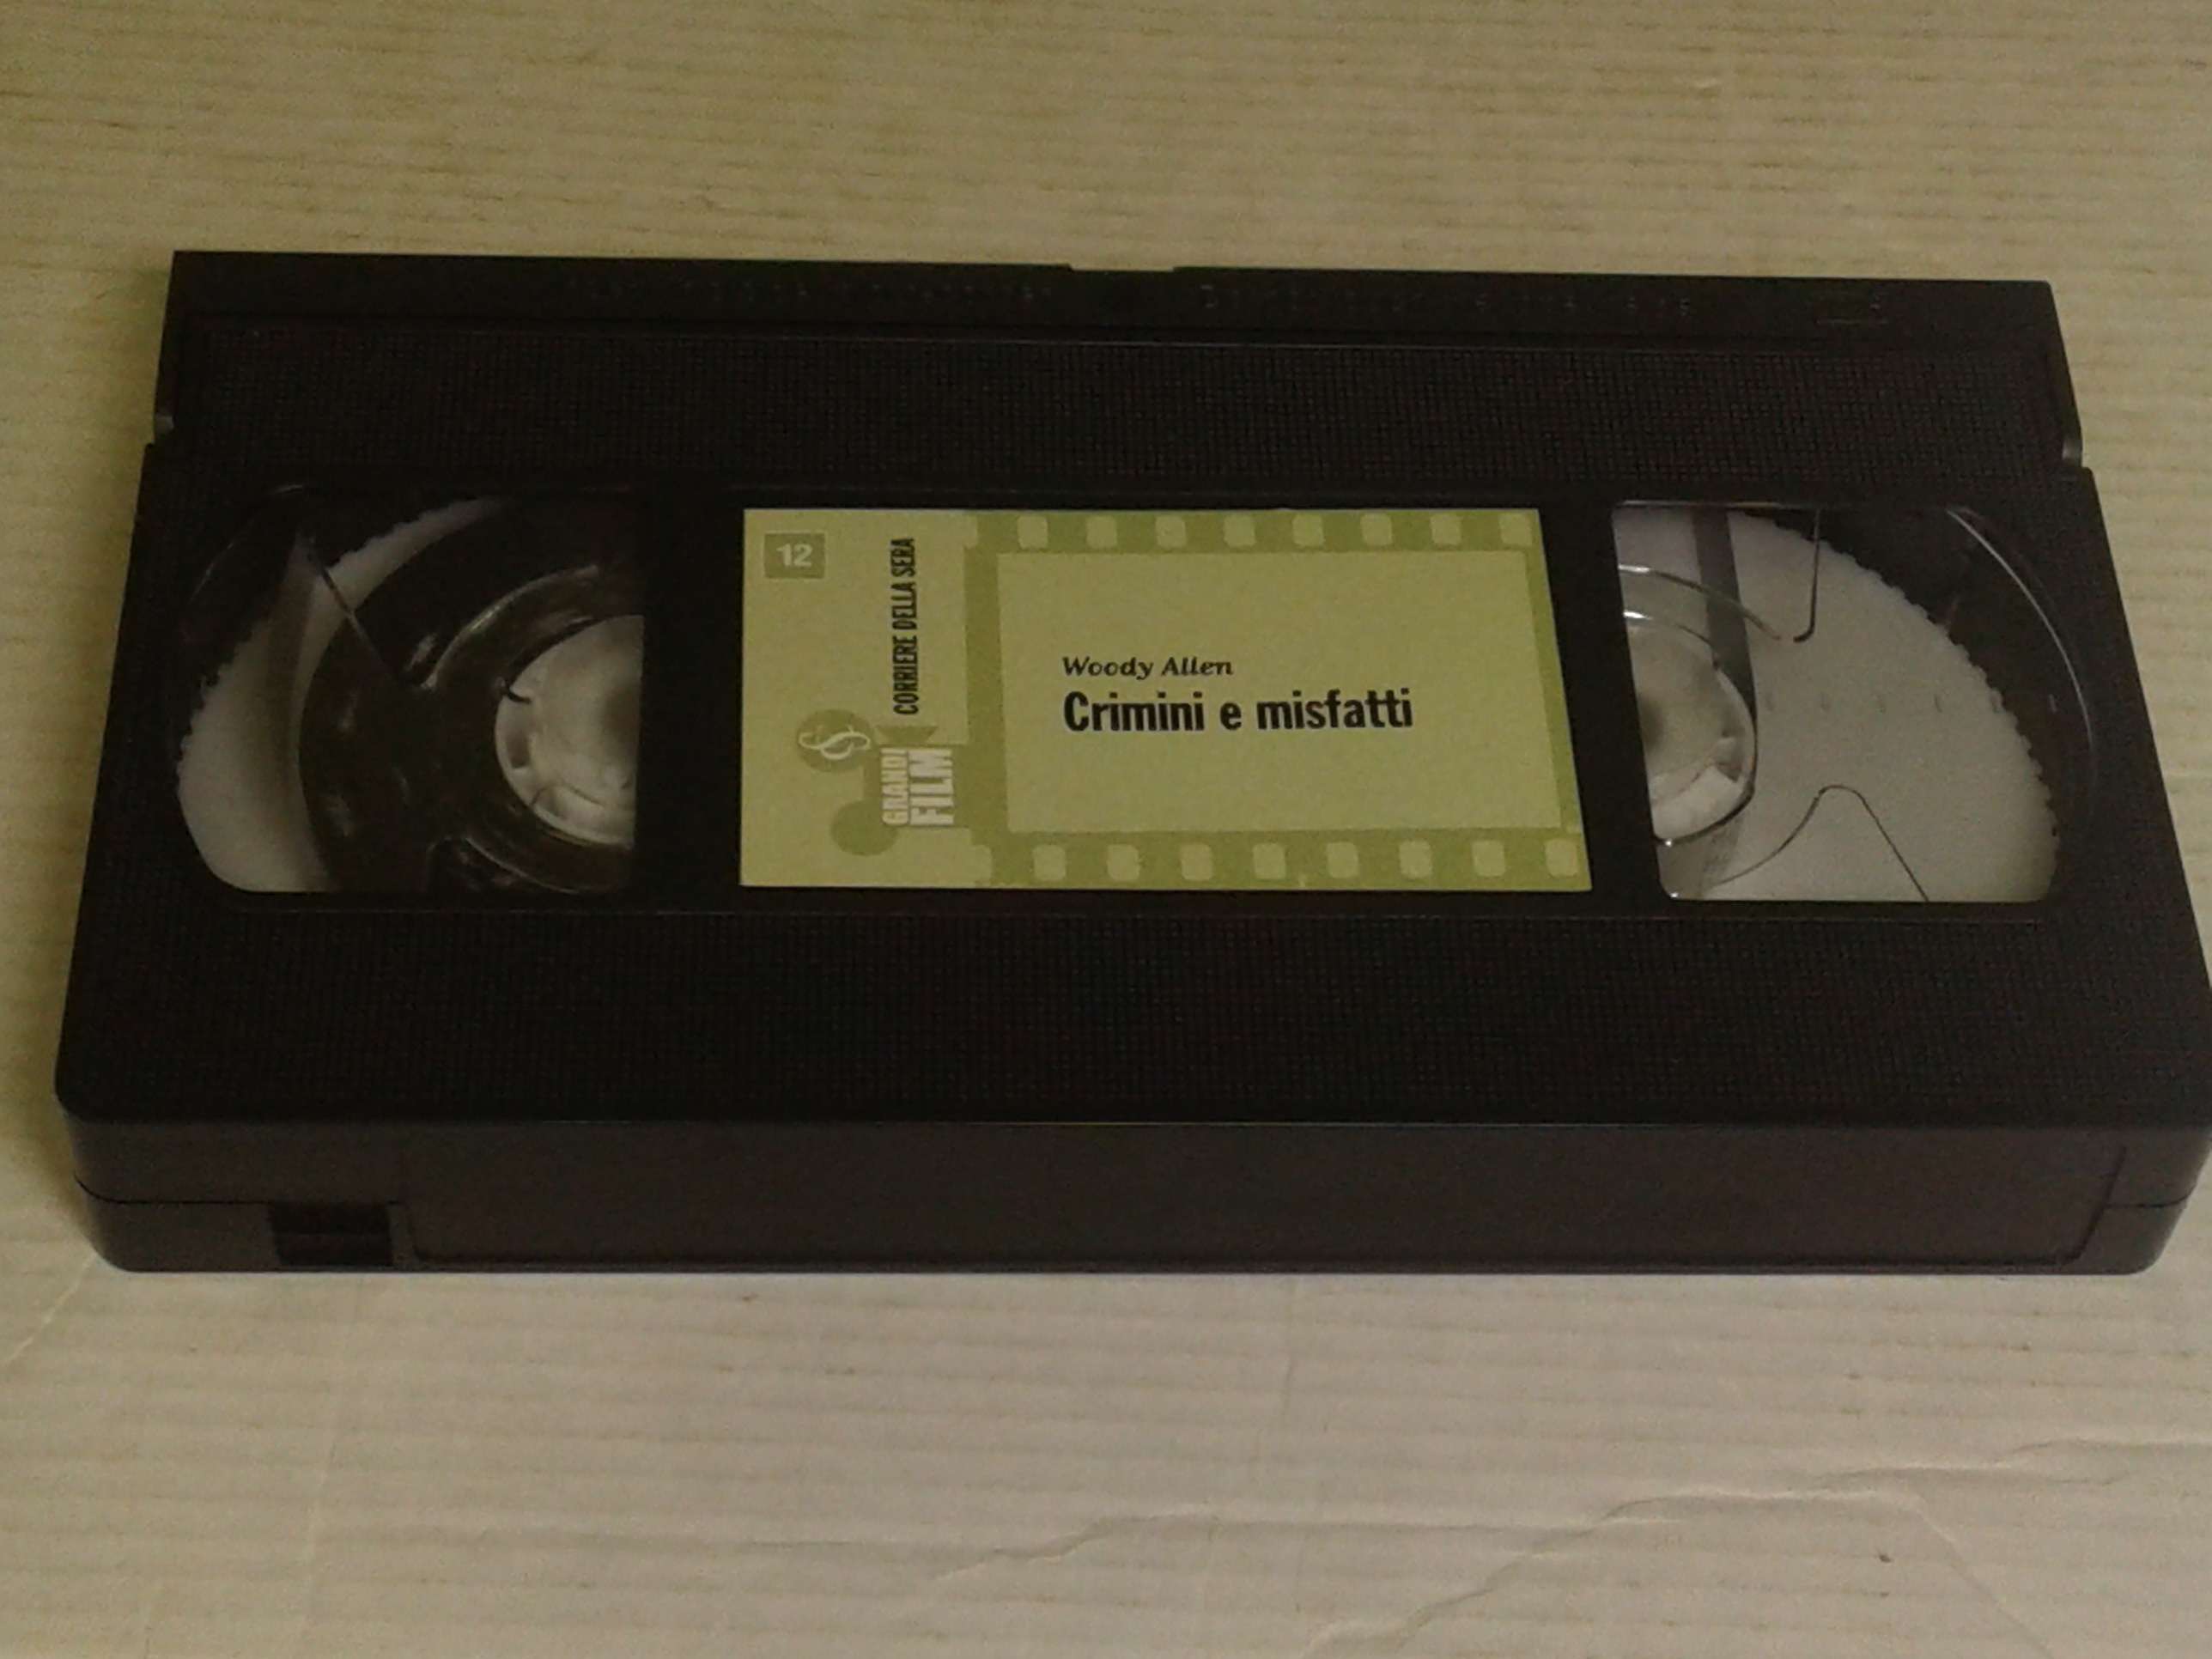 12
CORRIERE DELLA SERA
GRANDI
FILM
Woody Allen
Crimini e misfatti